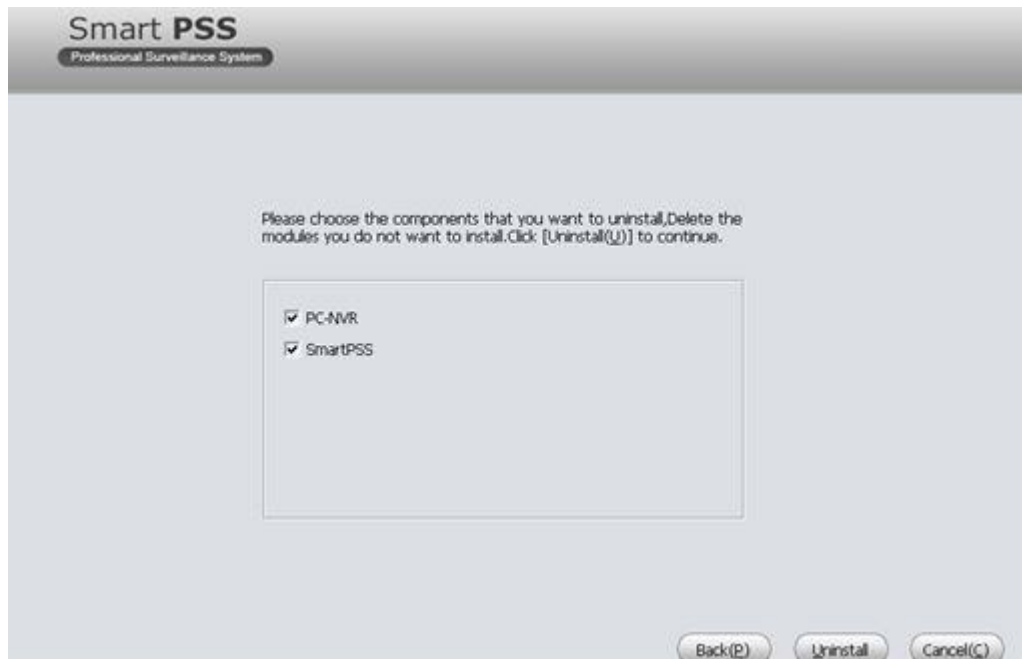 Smart PSS
Professional Surveillance System
Please choose the components that you want to uninstall,Delete the
modules you do not want to install.Click [Uninstall(U)] to continue.
PC-NVR
SmartPSS
Back(P) Uninstall Cancel(C)